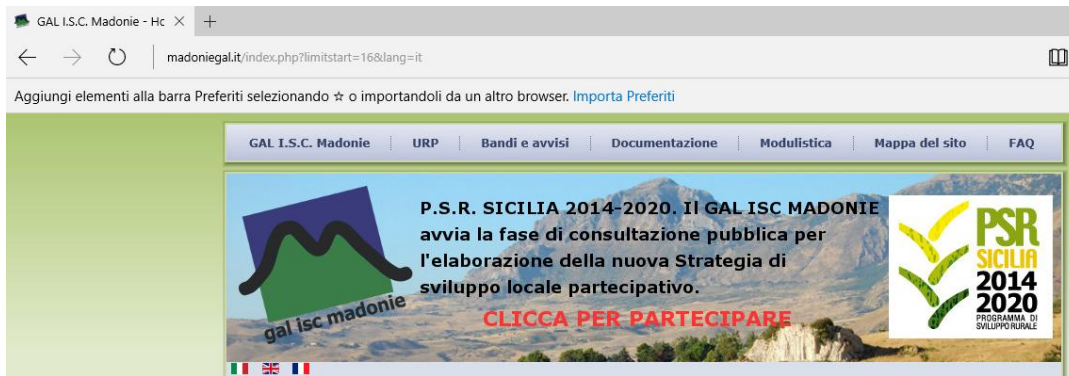 GAL I.S.C. Madonie - Hc
madoniegal.it/index.php?limitstart=16&lang=it
Aggiungi elementi alla barra Preferiti selezionando ☆ o importandoli da un altro browser. Importa Preferiti
GAL I.S.C. Madonie URP Bandi e avvisi Documentazione Modulistica Mappa del sito FAQ
P.S.R. SICILIA 2014-2020. Il GAL ISC MADONIE
avvia la fase di consultazione pubblica per
l'elaborazione della nuova Strategia di
sviluppo locale partecipativo.
CLICCA PER PARTECIPARE
gal isc madonie
PSR
SICILIA
2014
2020
PROGRAMMA DI
SVILUPPO RURALE